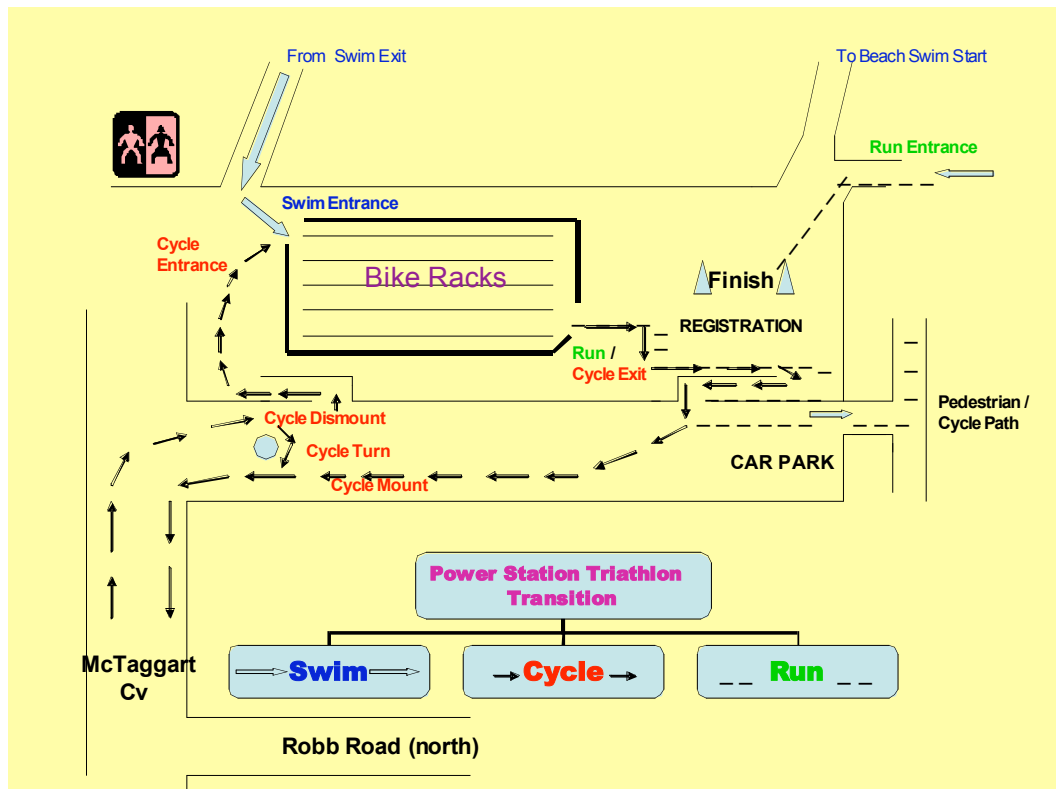 From Swim Exit
To Beach Swim Start
Run Entrance
Swim Entrance
Cycle
Entrance
Bike Racks
Finish
REGISTRATION
Run /
Cycle Exit
Pedestrian /
Cycle Path
Cycle Dismount
Cycle Turn
CAR PARK
Cycle Mount
Power Station Triathlon
Transition
McTaggart
Cv
Swim
Cycle
Run
Robb Road (north)